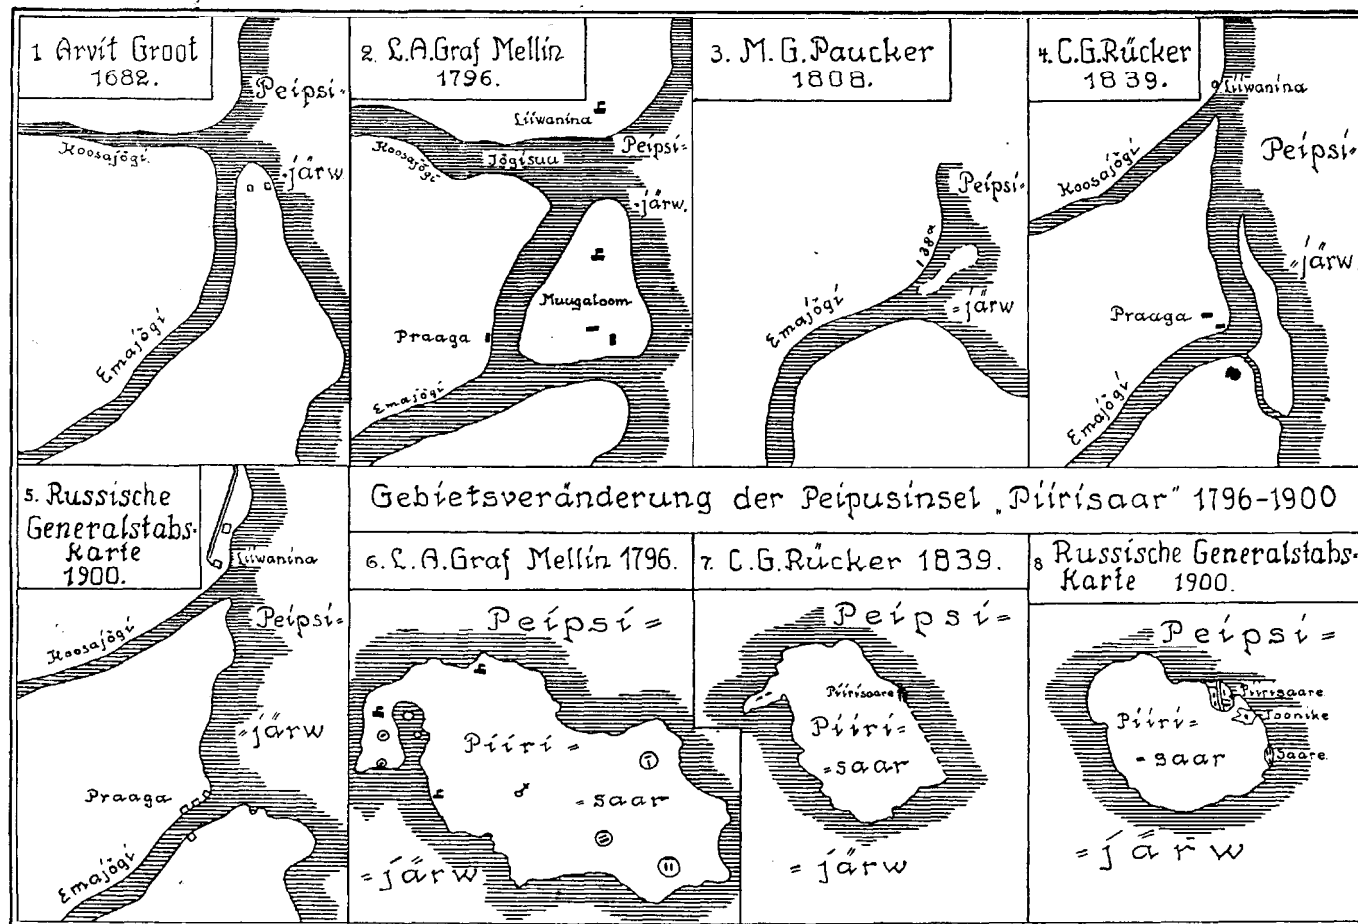 1 Arvit Groot
1682.
Peipsi-
Koosajõgi.
-järw
Emajõgi
2. L.A.Graf Mellin
1796.
Liiwanina
Koosajõgi
Jõgisuu
Peipsi=
-järw.
Muugaloom
Praaga
Emajõgi
3. M.G.Paucker
1808.
Peipsi-
Emajõgi
=järw
4. C.G.Rücker
1839.
Liiwanina
Koosajõgi
Peipsi-
=järw
Praaga
Emajõgi
5. Russische
Generalstabs-
Karte
1900.
Liiwanina
Koosajõgi
Peipsi=
=järw
Praaga
Emajõgi
Gebietsveränderung der Peipusinsel „Piirisaar" 1796-1900
6. L.A.Graf Mellin 1796.
Peipsi=
Piiri=
=saar
=järw
7. C.G.Rücker 1839.
Peipsi=
Piirisaare
Piiri=
=saar
=järw
8 Russische Generalstabs-
Karte 1900.
Peipsi=
Piirisaare
Toonike
Piiri=
=saar
Saare.
=järw